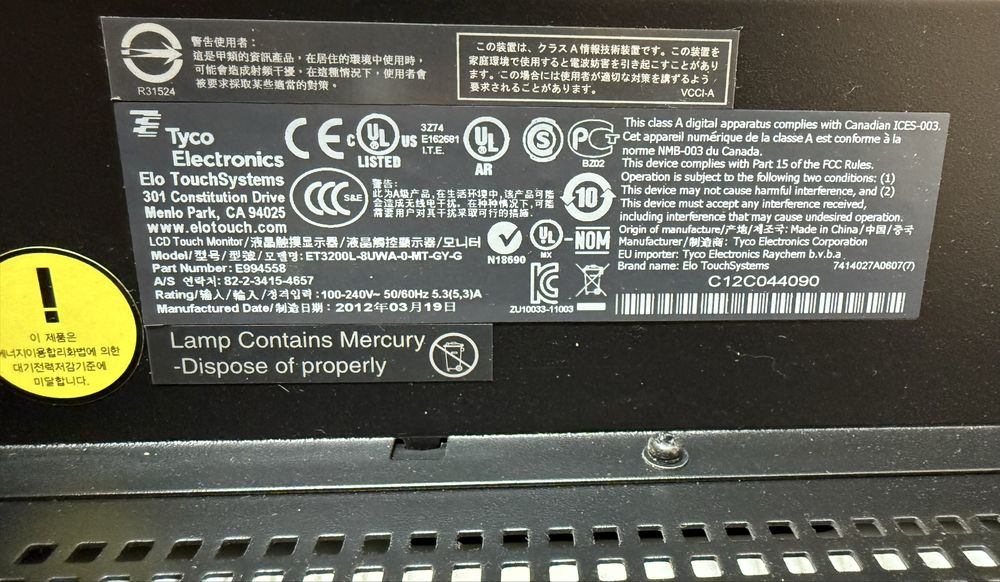 警告使用者：
這是甲類的資訊產品，在居住的環境中使用時，
可能會造成射頻干擾，在這種情況下，使用者會
被要求採取某些適當的對策。
R31524
この装置は、クラスA情報技術装置です。この装置を
家庭環境で使用すると電波妨害を引き起こすことがあり
ます。この場合には使用者が適切な対策を講ずるよう
要求されることがあります。
VCCI-A
Tyco
Electronics
Elo TouchSystems
301 Constitution Drive
Menlo Park, CA 94025
www.elotouch.com
CE
C UL US
LISTED
3Z74
E162681
I.T.E.
UL
AR
S
PG
BZ02
CCC S&E
警告:
此为A级产品,在生活环境中,该产品可能
会造成无线电干扰。在种种情况下,可能
需要用户对其干扰采取可行的措施.
10
N18690
UL
MX
-NOM
LCD Touch Monitor/液晶触摸显示器/液晶觸控顯示器/모니터
Model/型号/型號/모델명: ET3200L-8UWA-0-MT-GY-G
Part Number: E994558
A/S 연락처: 82-2-3415-4657
Rating/输入/輸入/정격입력:100-240V~ 50/60Hz 5.3(5,3)A
Manufactured Date/制造日期: 2012年03月19日
ZU10033-11003
This class A digital apparatus complies with Canadian ICES-003.
Cet appareil numérique de la classe A est conforme à la
norme NMB-003 du Canada.
This device complies with Part 15 of the FCC Rules.
Operation is subject to the following two conditions: (1)
This device may not cause harmful interference, and (2)
This device must accept any interference received,
including interference that may cause undesired operation.
Origin of manufacture/产地/제조국: Made in China/中国/중국
Manufacturer/制造商: Tyco Electronics Corporation
EU importer: Tyco Electronics Raychem b.v.b.a
Brand name: Elo TouchSystems
7414027A0607(7)
C12C044090
Lamp Contains Mercury
-Dispose of properly
!
이 제품은
에너지이용합리화법에 의한
대기전력저감기준에
미달합니다.